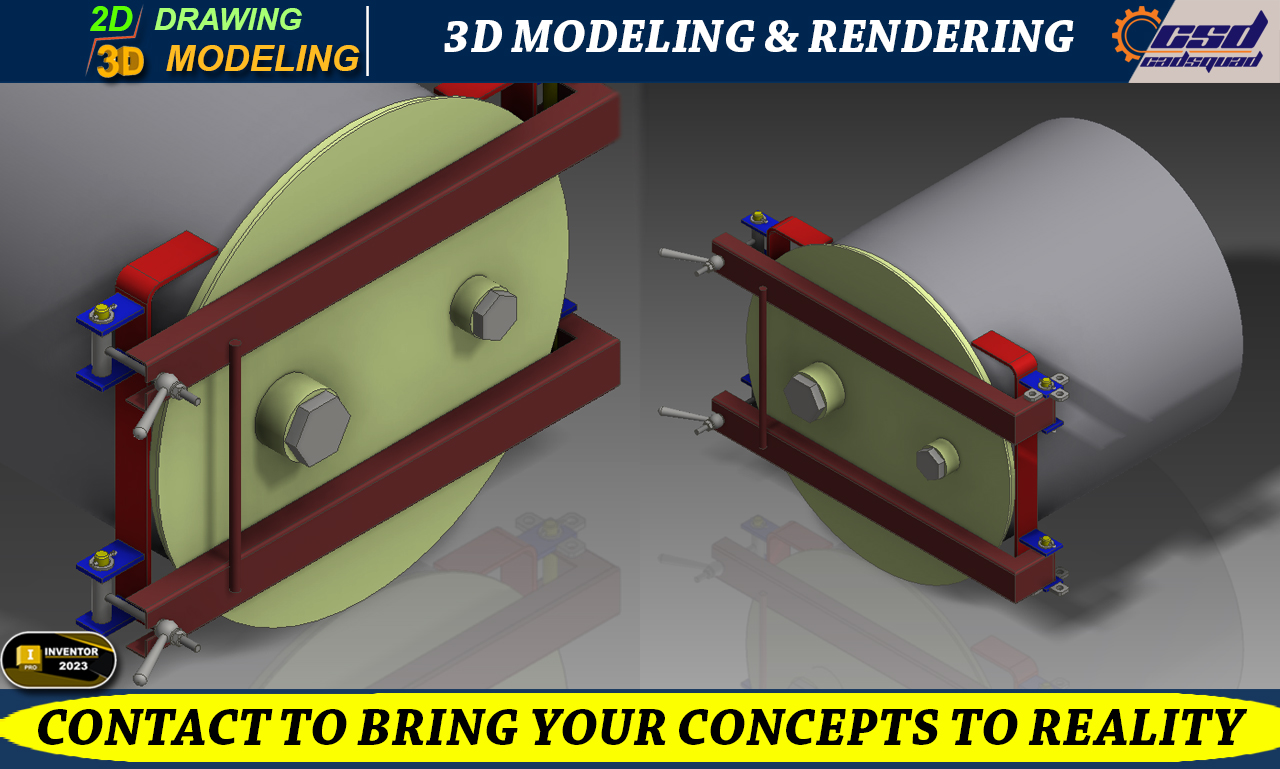 2D DRAWING
3D MODELING
3D MODELING & RENDERING
CSD
cadsquad
I
PRO
INVENTOR
2023
CONTACT TO BRING YOUR CONCEPTS TO REALITY